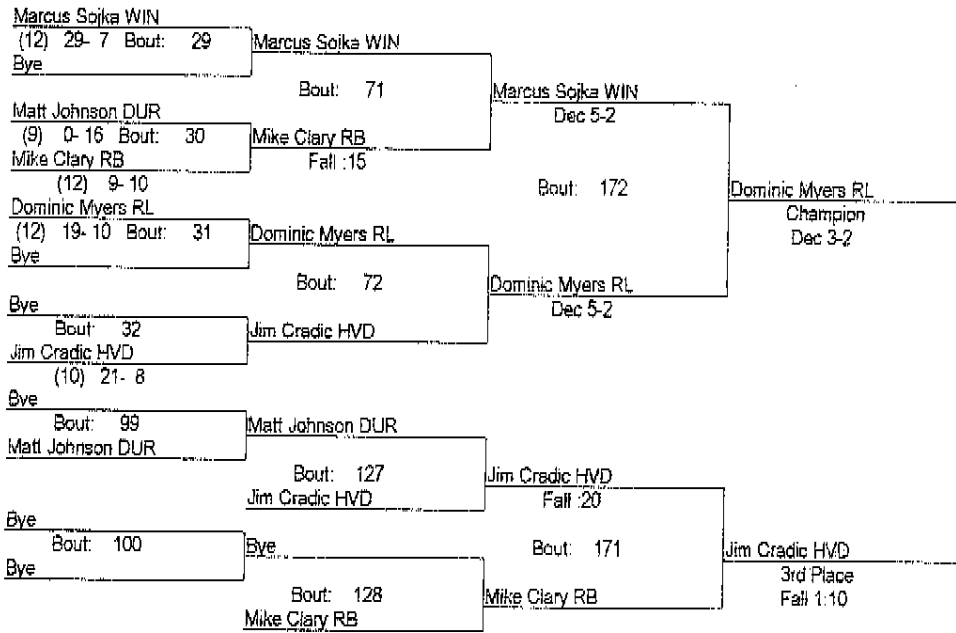 Marcus Sojka WIN
(12) 29- 7 Bout: 29
Bye
Marcus Sojka WIN
Bout: 71
Matt Johnson DUR
(9) 0- 16 Bout: 30
Mike Clary RB
(12) 9- 10
Mike Clary RB
Fall :15
Marcus Sojka WIN
Dec 5-2
Bout: 172
Dominic Myers RL
(12) 19- 10 Bout: 31
Bye
Dominic Myers RL
Bout: 72
Bye
Bout: 32
Jim Cradic HVD
(10) 21- 8
Jim Cradic HVD
Dominic Myers RL
Dec 5-2
Dominic Myers RL
Champion
Dec 3-2
Bye
Bout: 99
Matt Johnson DUR
Matt Johnson DUR
Bout: 127
Jim Cradic HVD
Jim Cradic HVD
Fall :20
Bout: 171
Bye
Bout: 100
Bye
Bye
Bout: 128
Mike Clary RB
Mike Clary RB
Jim Cradic HVD
3rd Place
Fall 1:10